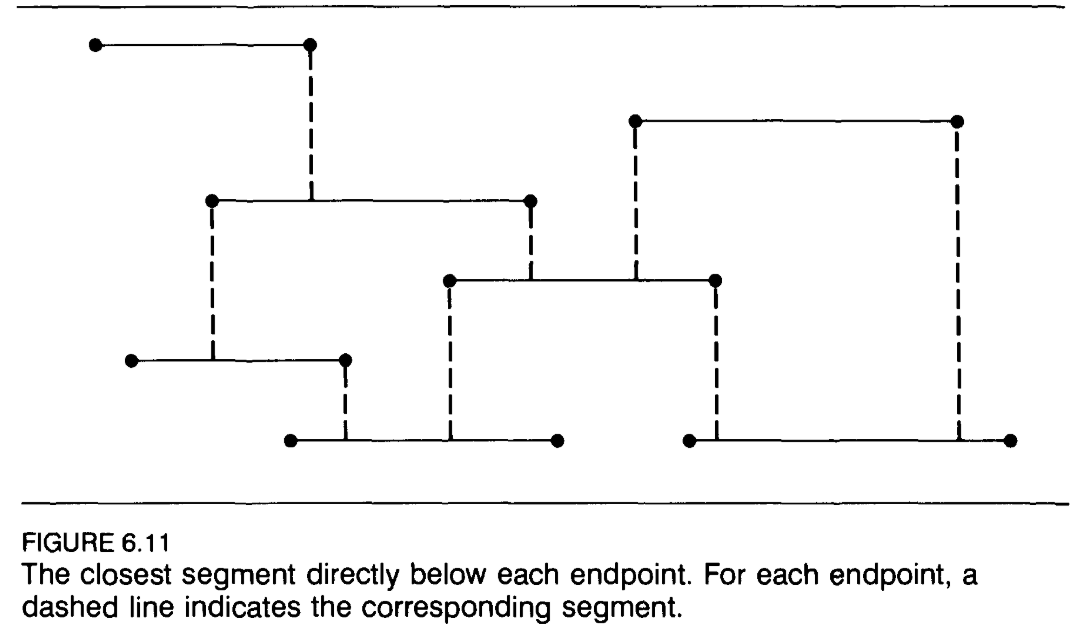 FIGURE 6.11
The closest segment directly below each endpoint. For each endpoint, a
dashed line indicates the corresponding segment.